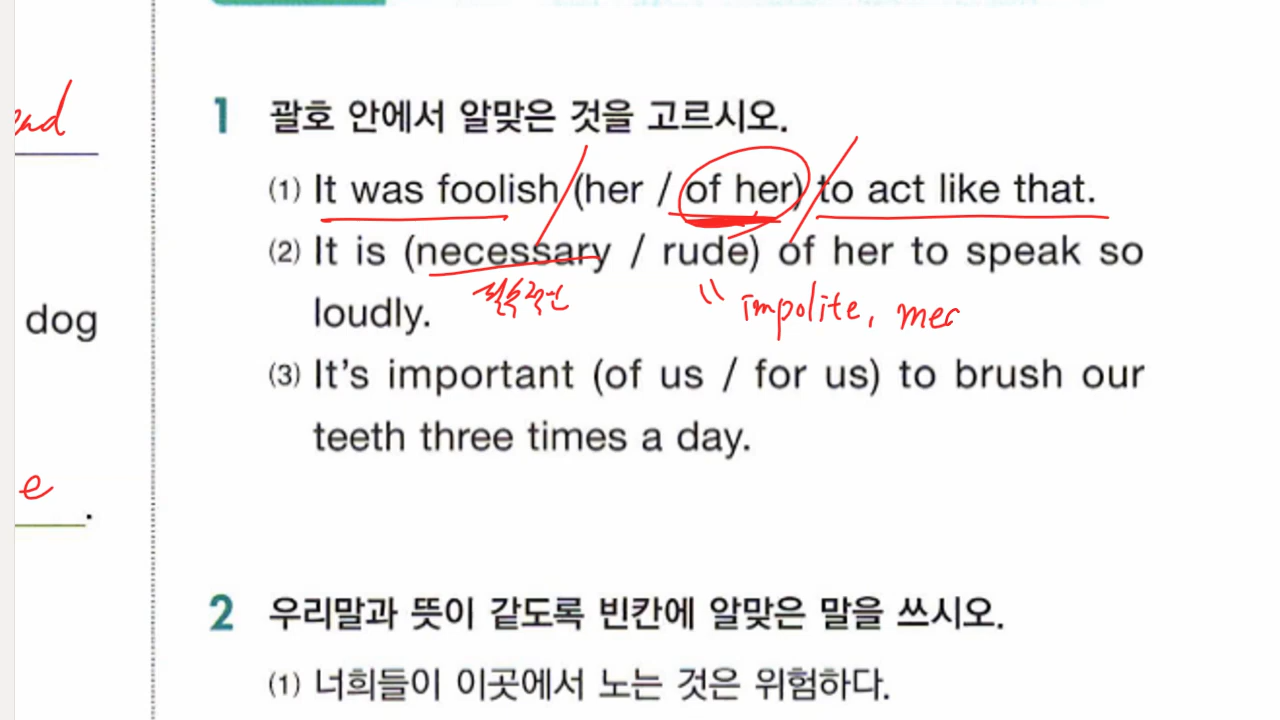 ead
1 괄호 안에서 알맞은 것을 고르시오.
(1) It was foolish (her / of her) to act like that.
(2) It is (necessary / rude) of her to speak so
필수적인
" impolite, mea
loudly.
dog
(3) It's important (of us / for us) to brush our
teeth three times a day.
e .
2 우리말과 뜻이 같도록 빈칸에 알맞은 말을 쓰시오.
(1) 너희들이 이곳에서 노는 것은 위험하다.